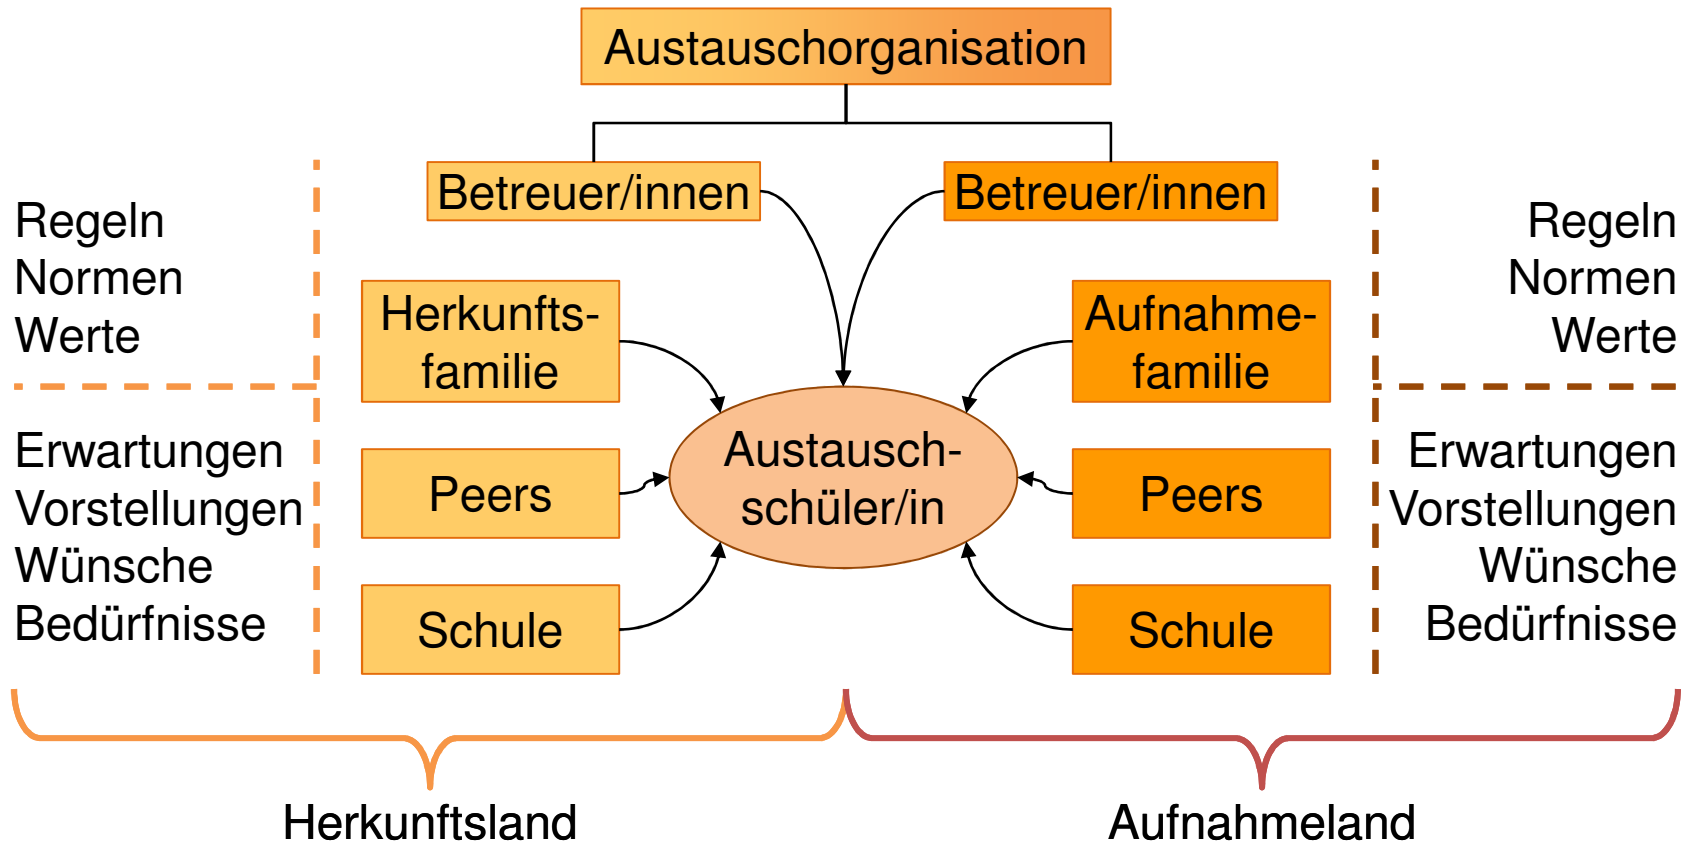 Austauschorganisation
Betreuer/innen
Betreuer/innen
Regeln
Normen
Werte
Erwartungen
Vorstellungen
Wünsche
Bedürfnisse
Herkunfts-
familie
Peers
Schule
Austausch-
schüler/in
Aufnahme-
familie
Peers
Schule
Regeln
Normen
Werte
Erwartungen
Vorstellungen
Wünsche
Bedürfnisse
Herkunftsland
Aufnahmeland